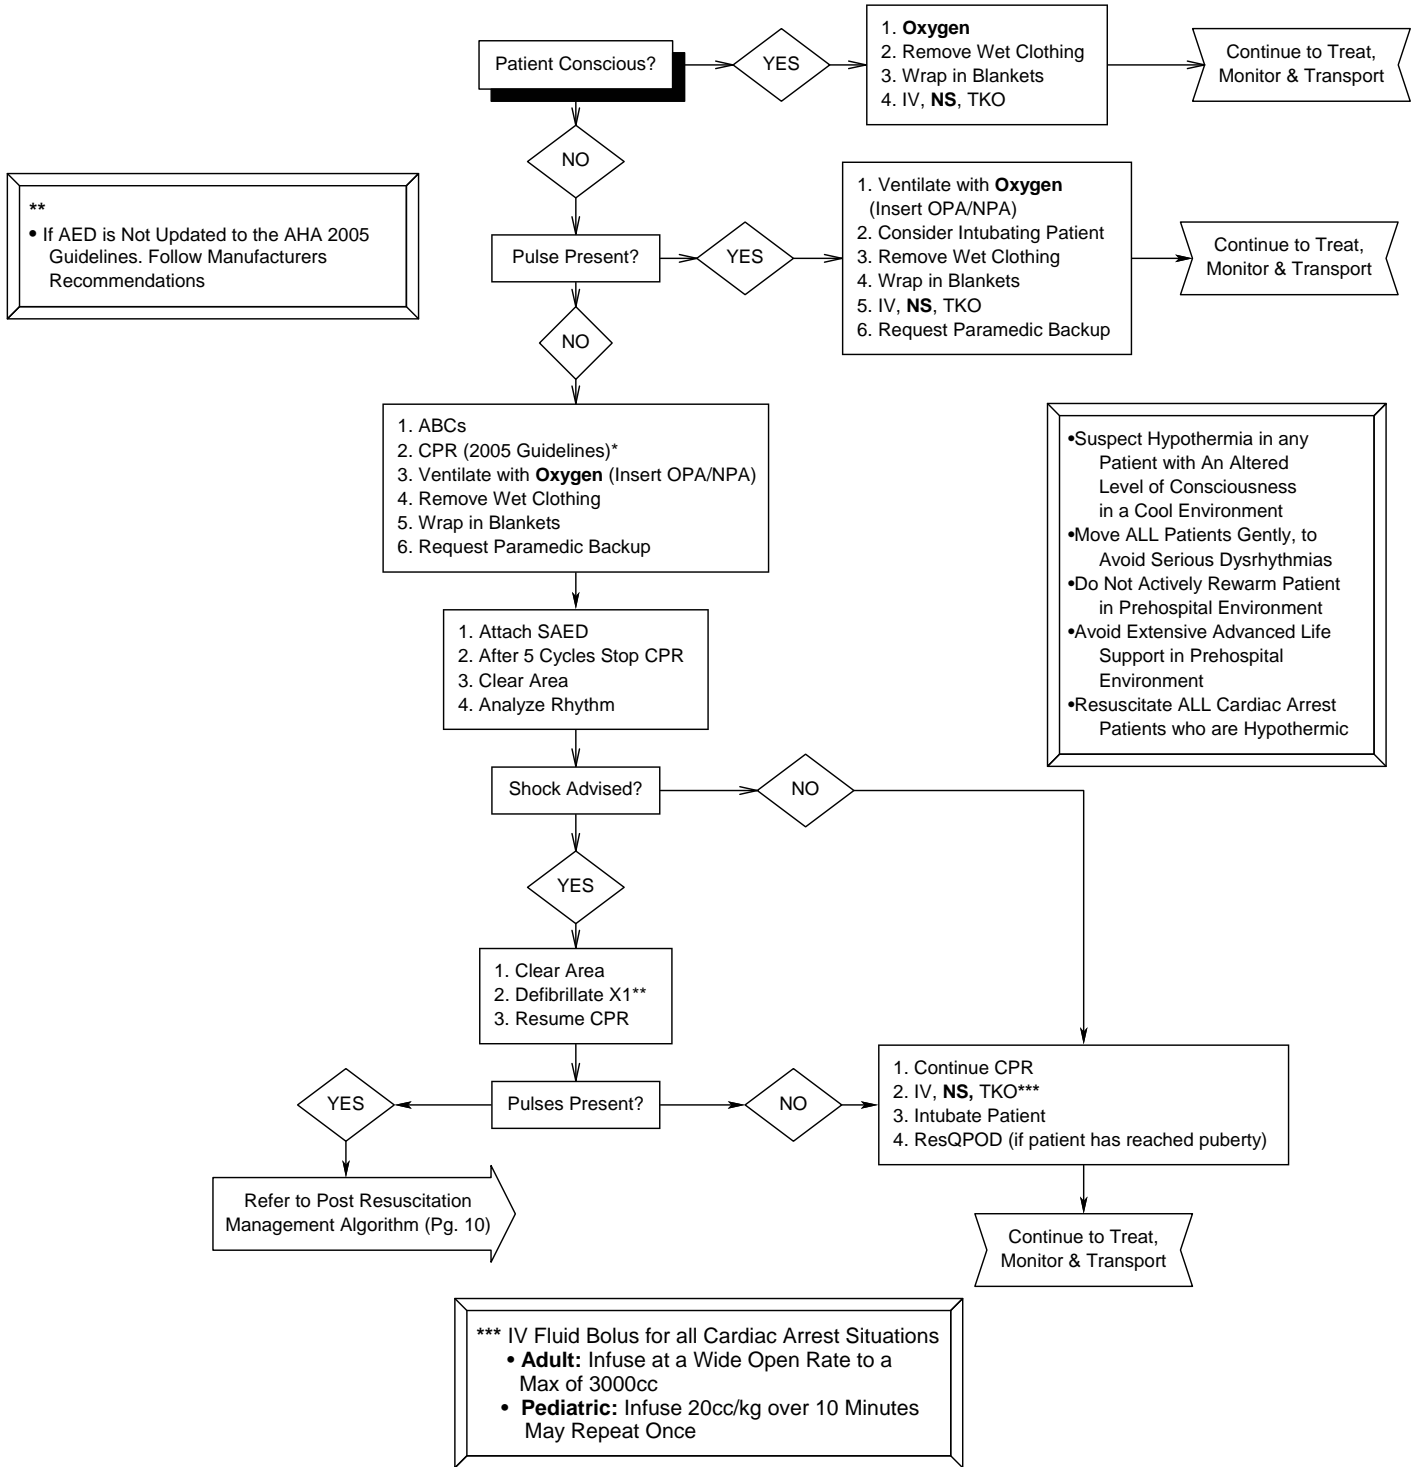 Patient Conscious?
YES
1. Oxygen
2. Remove Wet Clothing
3. Wrap in Blankets
4. IV, NS, TKO
Continue to Treat,
Monitor & Transport
NO
**
• If AED is Not Updated to the AHA 2005
Guidelines. Follow Manufacturers
Recommendations
Pulse Present?
YES
1. Ventilate with Oxygen
(Insert OPA/NPA)
2. Consider Intubating Patient
3. Remove Wet Clothing
4. Wrap in Blankets
5. IV, NS, TKO
6. Request Paramedic Backup
Continue to Treat,
Monitor & Transport
NO
1. ABCs
2. CPR (2005 Guidelines)*
3. Ventilate with Oxygen (Insert OPA/NPA)
4. Remove Wet Clothing
5. Wrap in Blankets
6. Request Paramedic Backup
•Suspect Hypothermia in any
Patient with An Altered
Level of Consciousness
in a Cool Environment
•Move ALL Patients Gently, to
Avoid Serious Dysrhythmias
•Do Not Actively Rewarm Patient
in Prehospital Environment
•Avoid Extensive Advanced Life
Support in Prehospital
Environment
•Resuscitate ALL Cardiac Arrest
Patients who are Hypothermic
1. Attach SAED
2. After 5 Cycles Stop CPR
3. Clear Area
4. Analyze Rhythm
Shock Advised?
NO
YES
1. Clear Area
2. Defibrillate X1**
3. Resume CPR
YES
Pulses Present?
NO
1. Continue CPR
2. IV, NS, TKO***
3. Intubate Patient
4. ResQPOD (if patient has reached puberty)
Refer to Post Resuscitation
Management Algorithm (Pg. 10)
Continue to Treat,
Monitor & Transport
*** IV Fluid Bolus for all Cardiac Arrest Situations
• Adult: Infuse at a Wide Open Rate to a
Max of 3000cc
• Pediatric: Infuse 20cc/kg over 10 Minutes
May Repeat Once